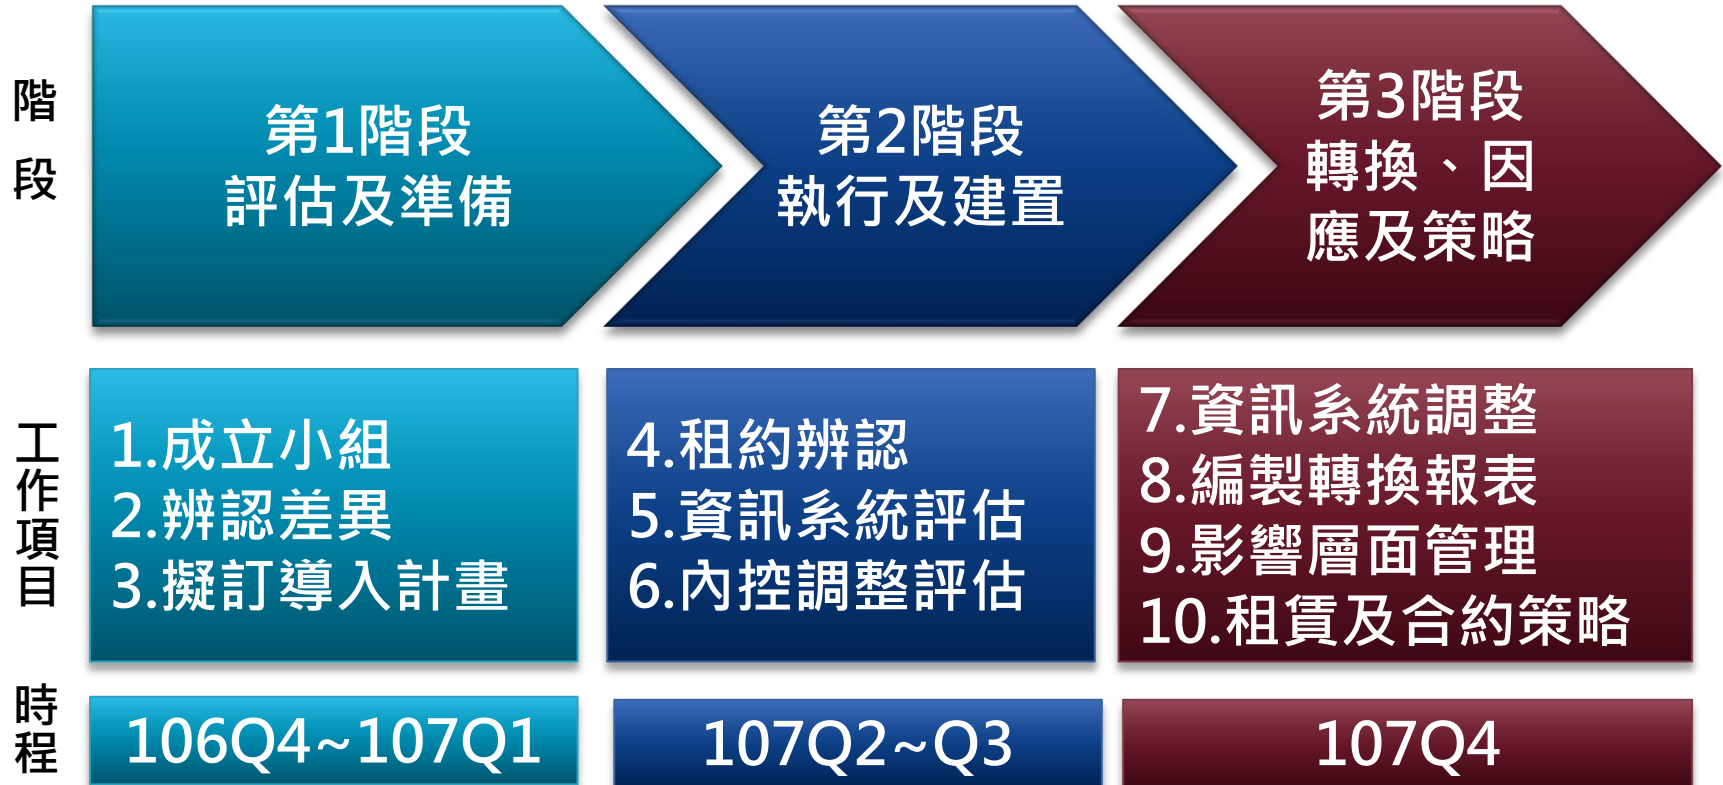 階段
第1階段
評估及準備
第2階段
執行及建置
第3階段
轉換、因
應及策略
工作項目
1.成立小組
2.辨認差異
3.擬訂導入計畫
4.租約辨認
5.資訊系統評估
6.內控調整評估
7.資訊系統調整
8.編製轉換報表
9.影響層面管理
10.租賃及合約策略
時程
106Q4~107Q1
107Q2~Q3
107Q4